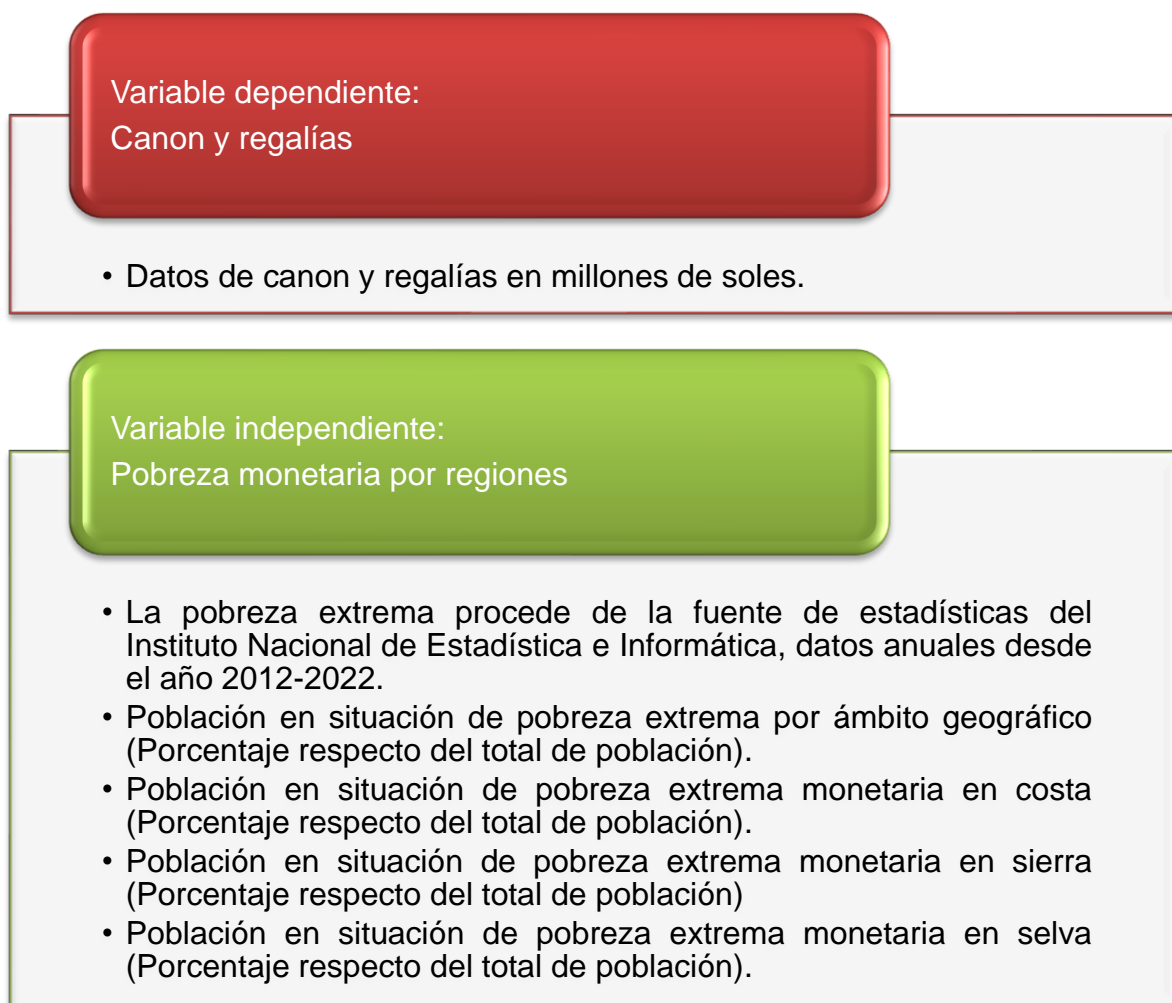 Variable dependiente:
Canon y regalías
• Datos de canon y regalías en millones de soles.
Variable independiente:
Pobreza monetaria por regiones
• La pobreza extrema procede de la fuente de estadísticas del
Instituto Nacional de Estadística e Informática, datos anuales desde
el año 2012-2022.
• Población en situación de pobreza extrema por ámbito geográfico
(Porcentaje respecto del total de población).
• Población en situación de pobreza extrema monetaria en costa
(Porcentaje respecto del total de población).
• Población en situación de pobreza extrema monetaria en sierra
(Porcentaje respecto del total de población)
• Población en situación de pobreza extrema monetaria en selva
(Porcentaje respecto del total de población).